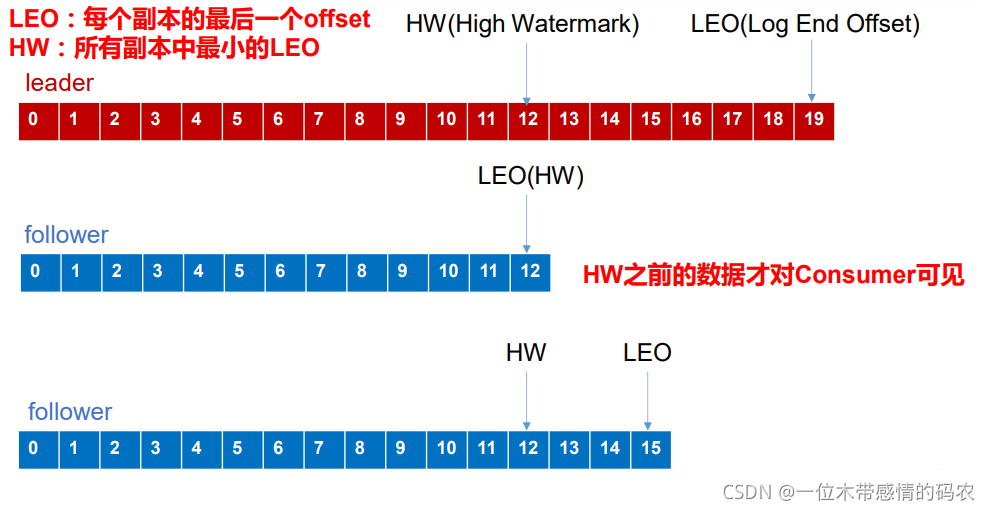 LEO：每个副本的最后一个offset
HW：所有副本中最小的LEO
HW(High Watermark)
LEO(Log End Offset)
leader
0 1 2 3 4 5 6 7 8 9 10 11 12 13 14 15 16 17 18 19
LEO(HW)
follower
0 1 2 3 4 5 6 7 8 9 10 11 12
HW之前的数据才对Consumer可见
HW
LEO
follower
0 1 2 3 4 5 6 7 8 9 10 11 12 13 14 15
CSDN @一位木带感情的码农